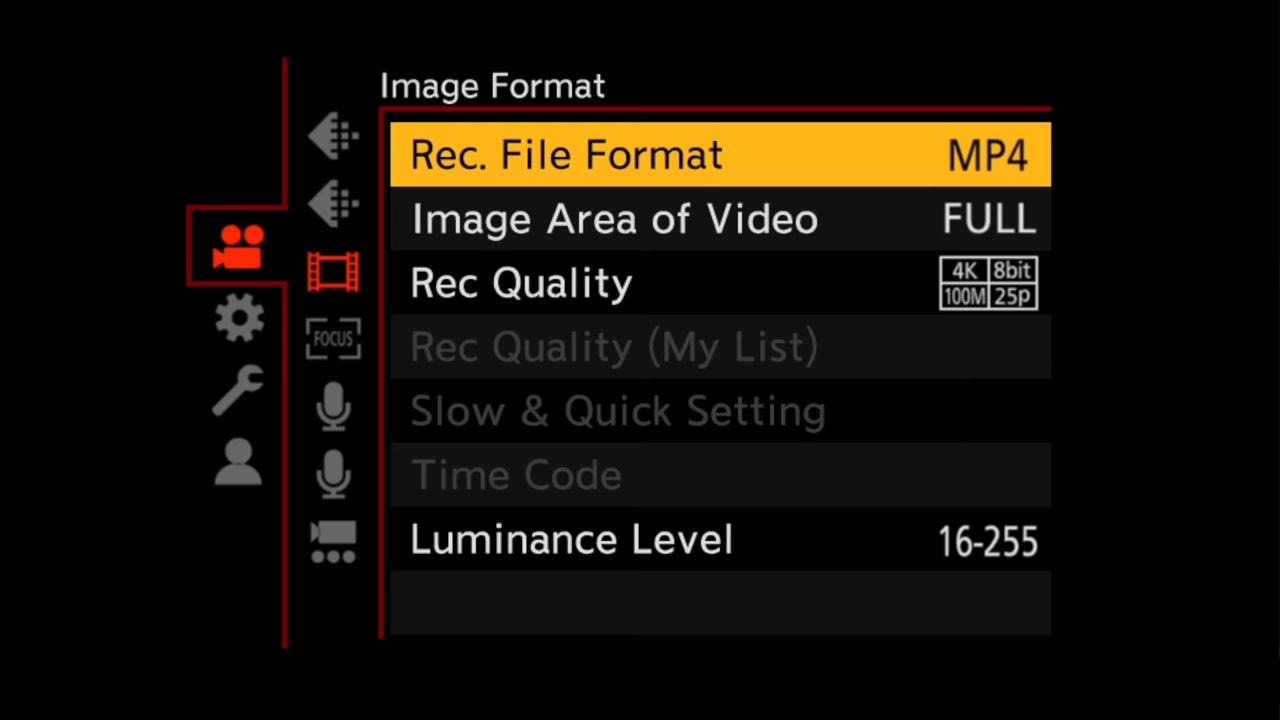 Image Format
Rec. File Format MP4
Image Area of Video FULL
Rec Quality 4K 8bit 100M 25p
FOCUS
Rec Quality (My List)
Slow & Quick Setting
Time Code
Luminance Level 16-255